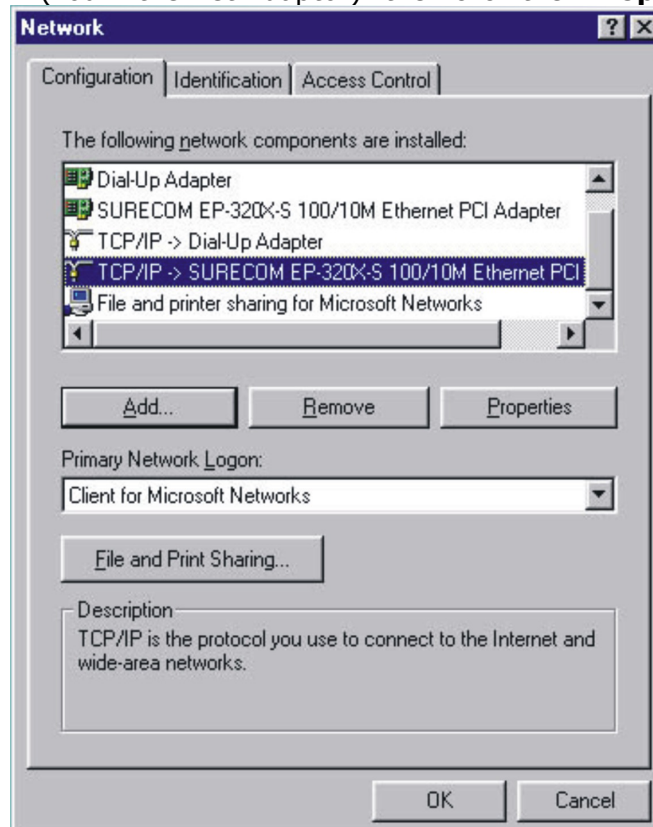 Network
Configuration Identification Access Control
The following network components are installed:
Dial-Up Adapter
SURECOM EP-320X-S 100/10M Ethernet PCI Adapter
TCP/IP -> Dial-Up Adapter
TCP/IP -> SURECOM EP-320X-S 100/10M Ethernet PCI
File and printer sharing for Microsoft Networks
Add... Remove Properties
Primary Network Logon:
Client for Microsoft Networks
File and Print Sharing...
Description
TCP/IP is the protocol you use to connect to the Internet and
wide-area networks.
OK Cancel